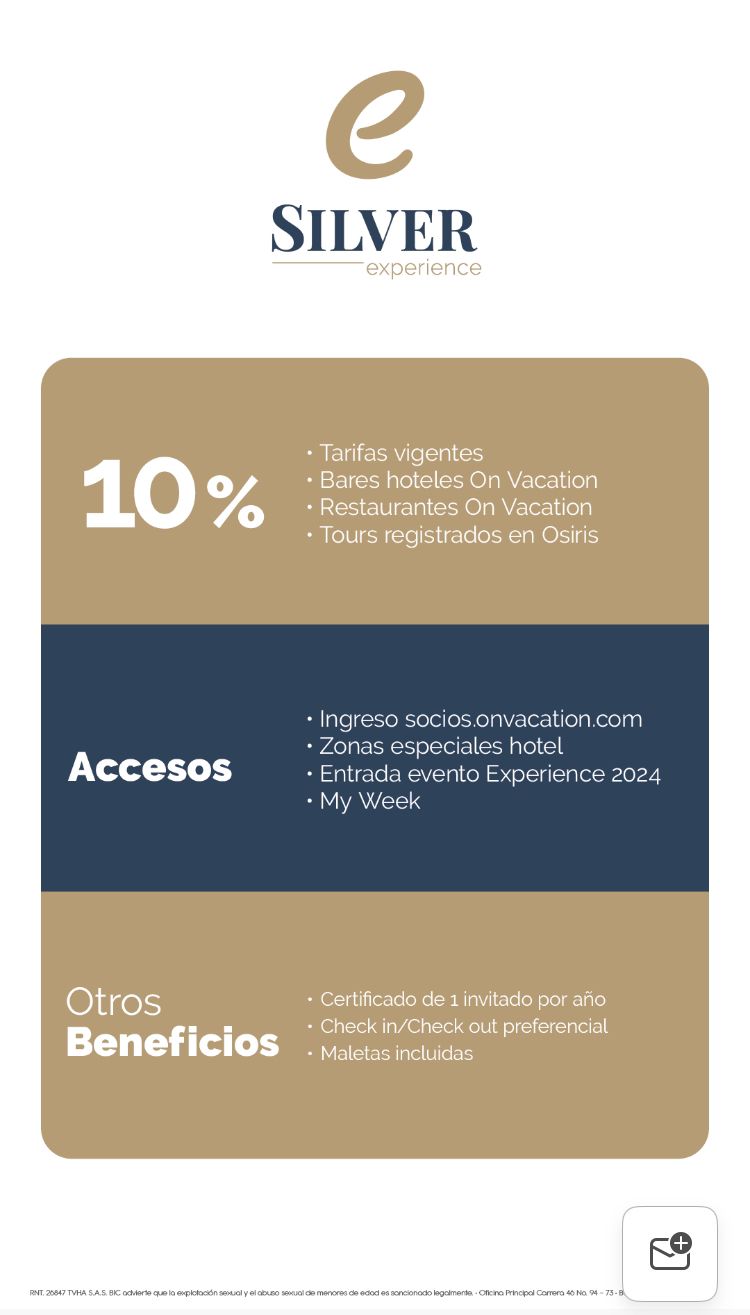 e
SILVER
experience
10%
• Tarifas vigentes
• Bares hoteles On Vacation
• Restaurantes On Vacation
• Tours registrados en Osiris
Accesos
• Ingreso socios.onvacation.com
• Zonas especiales hotel
• Entrada evento Experience 2024
• My Week
Otros
Beneficios
• Certificado de 1 invitado por año
• Check in/Check out preferencial
• Maletas incluidas
RNT. 26847 TVHA S.A.S. BIC advierte que la explotación sexual y el abuso sexual de menores de edad es sancionado legalmente. - Oficina Principal Carrera 46 No. 94 – 73 - B